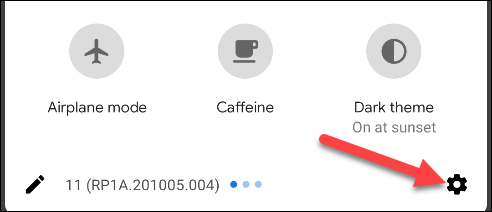 Airplane mode
Caffeine
Dark theme
On at sunset
11 (RP1A.201005.004)